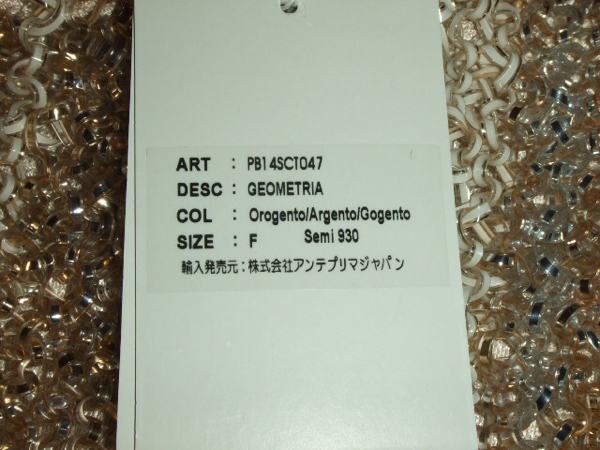 ART : PB14SCT047
DESC : GEOMETRIA
COL : Orogento/Argento/Gogento
SIZE : F Semi 930
輸入発売元：株式会社アンテプリマジャパン